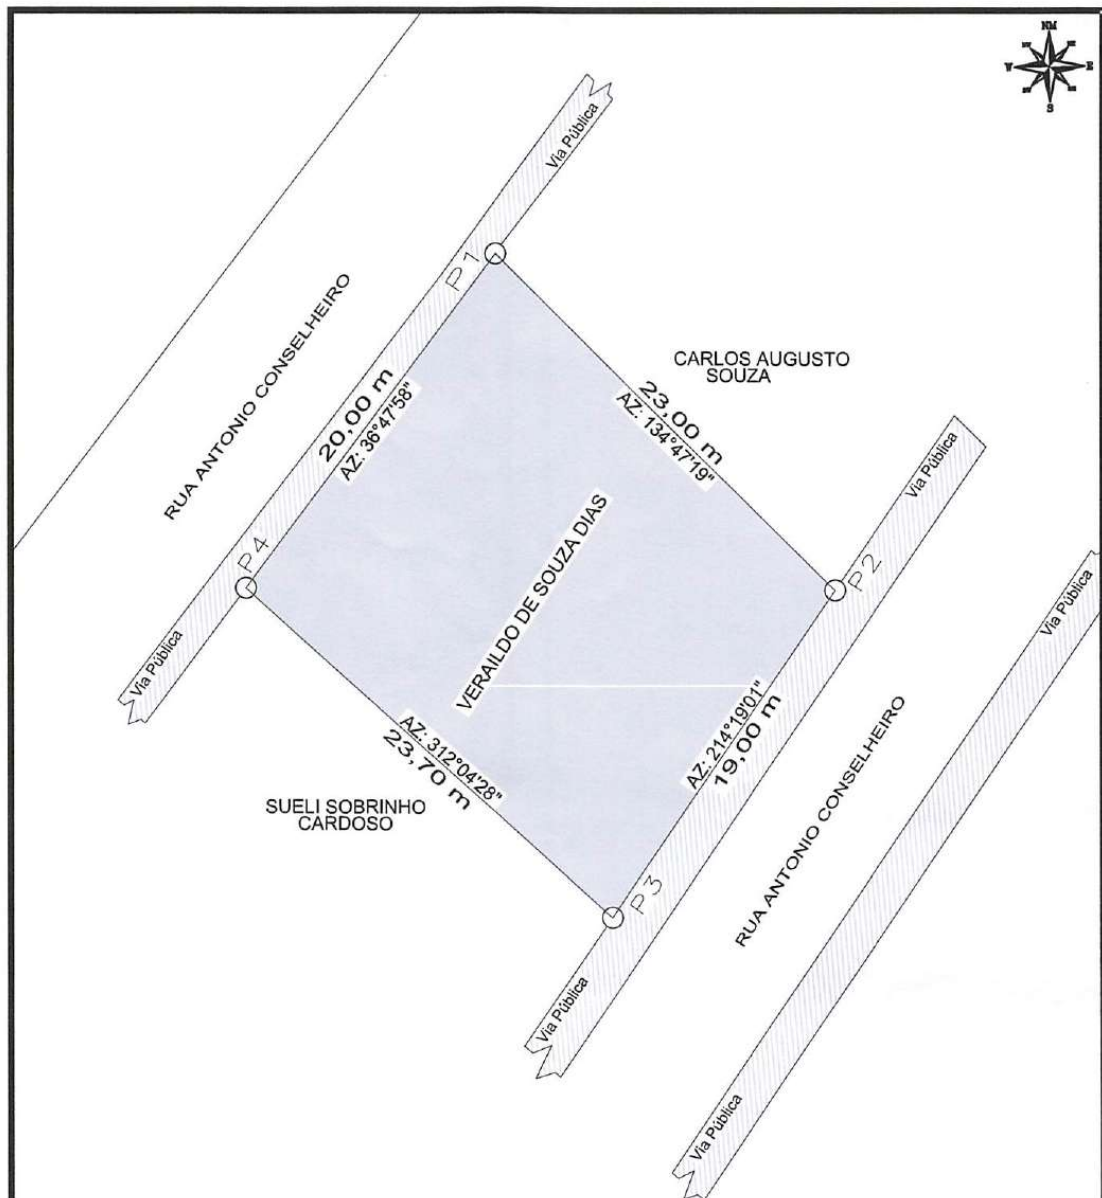 NM
W
E
S
Via Pública
P1
RUA ANTONIO CONSELHEIRO
CARLOS AUGUSTO
SOUZA
20,00 m
AZ: 36°47'58"
23,00 m
AZ: 134°47'19"
Via Pública
P4
P2
VERAILDO DE SOUZA DIAS
Via Pública
Via Pública
AZ: 214°19'01"
19,00 m
AZ: 312°04'28"
23,70 m
SUELI SOBRINHO
CARDOSO
RUA ANTONIO CONSELHEIRO
P3
Via Pública
Via Pública